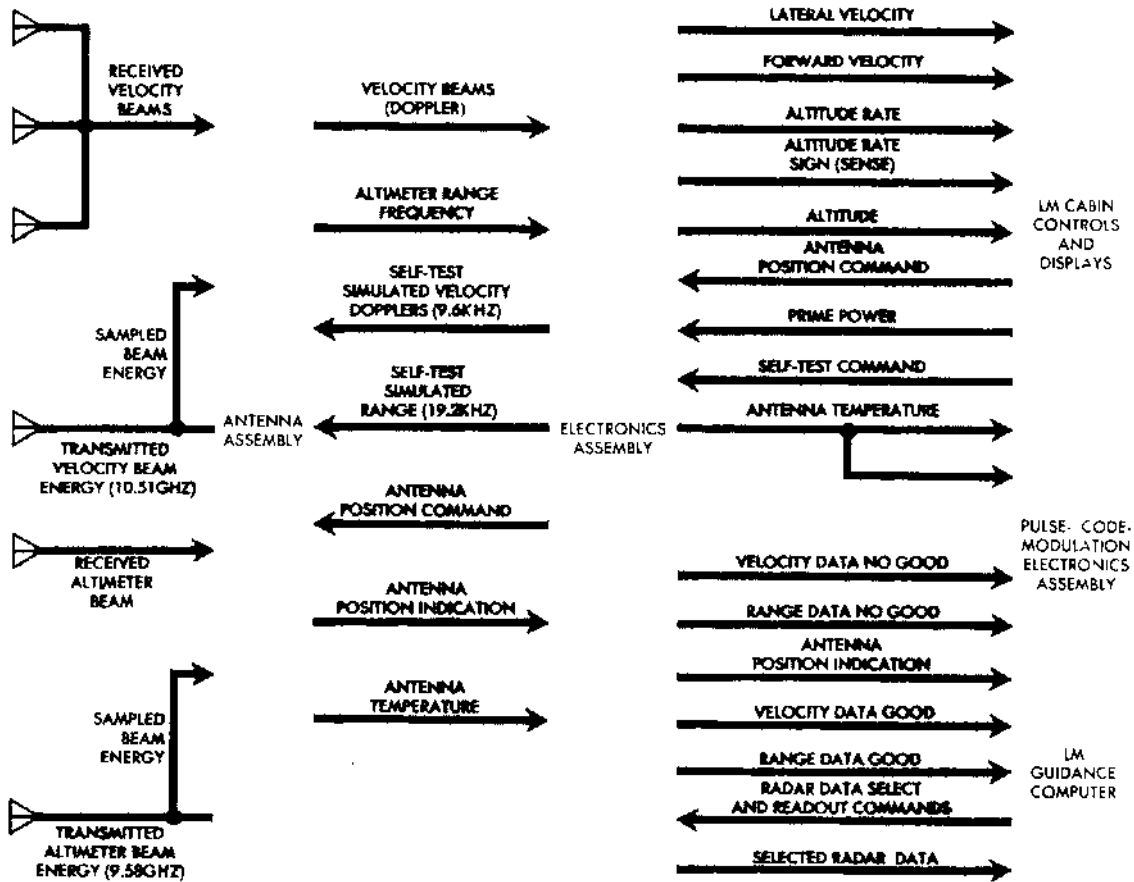 RECEIVED
VELOCITY
BEAMS
SAMPLED
BEAM
ENERGY
TRANSMITTED
VELOCITY BEAM
ENERGY (10.51GHZ)
RECEIVED
ALTIMETER
BEAM
SAMPLED
BEAM
ENERGY
TRANSMITTED
ALTIMETER BEAM
ENERGY (9.58GHZ)
ANTENNA
ASSEMBLY
VELOCITY BEAMS
(DOPPLER)
ALTIMETER RANGE
FREQUENCY
SELF-TEST
SIMULATED VELOCITY
DOPPLERS (9.6KHZ)
SELF-TEST
SIMULATED
RANGE (19.2KHZ)
ANTENNA
POSITION COMMAND
ANTENNA
POSITION INDICATION
ANTENNA
TEMPERATURE
ELECTRONICS
ASSEMBLY
LATERAL VELOCITY
FORWARD VELOCITY
ALTITUDE RATE
ALTITUDE RATE
SIGN (SENSE)
ALTITUDE
ANTENNA
POSITION COMMAND
PRIME POWER
SELF-TEST COMMAND
ANTENNA TEMPERATURE
VELOCITY DATA NO GOOD
RANGE DATA NO GOOD
ANTENNA
POSITION INDICATION
VELOCITY DATA GOOD
RANGE DATA GOOD
RADAR DATA SELECT
AND READOUT COMMANDS
SELECTED RADAR DATA
LM CABIN
CONTROLS
AND
DISPLAYS
PULSE- CODE-
MODULATION
ELECTRONICS
ASSEMBLY
LM
GUIDANCE
COMPUTER